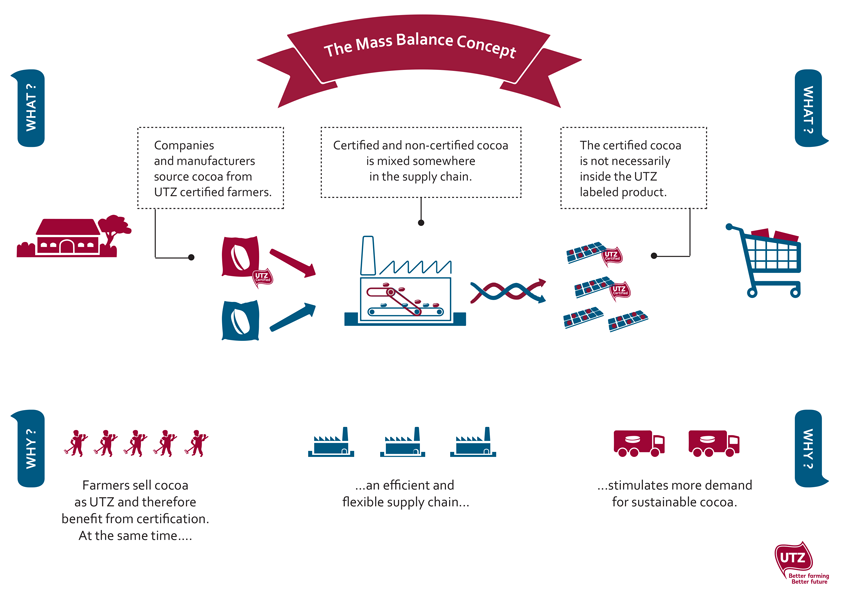 The Mass Balance Concept
WHAT?
WHAT?
Companies
and manufacturers
source cocoa from
UTZ certified farmers.
Certified and non-certified cocoa
is mixed somewhere
in the supply chain.
The certified cocoa
is not necessarily
inside the UTZ
labeled product.
UTZ
UTZ
UTZ
WHY?
WHY?
Farmers sell cocoa
as UTZ and therefore
benefit from certification.
At the same time....
...an efficient and
flexible supply chain...
...stimulates more demand
for sustainable cocoa.
UTZ
Better farming
Better future